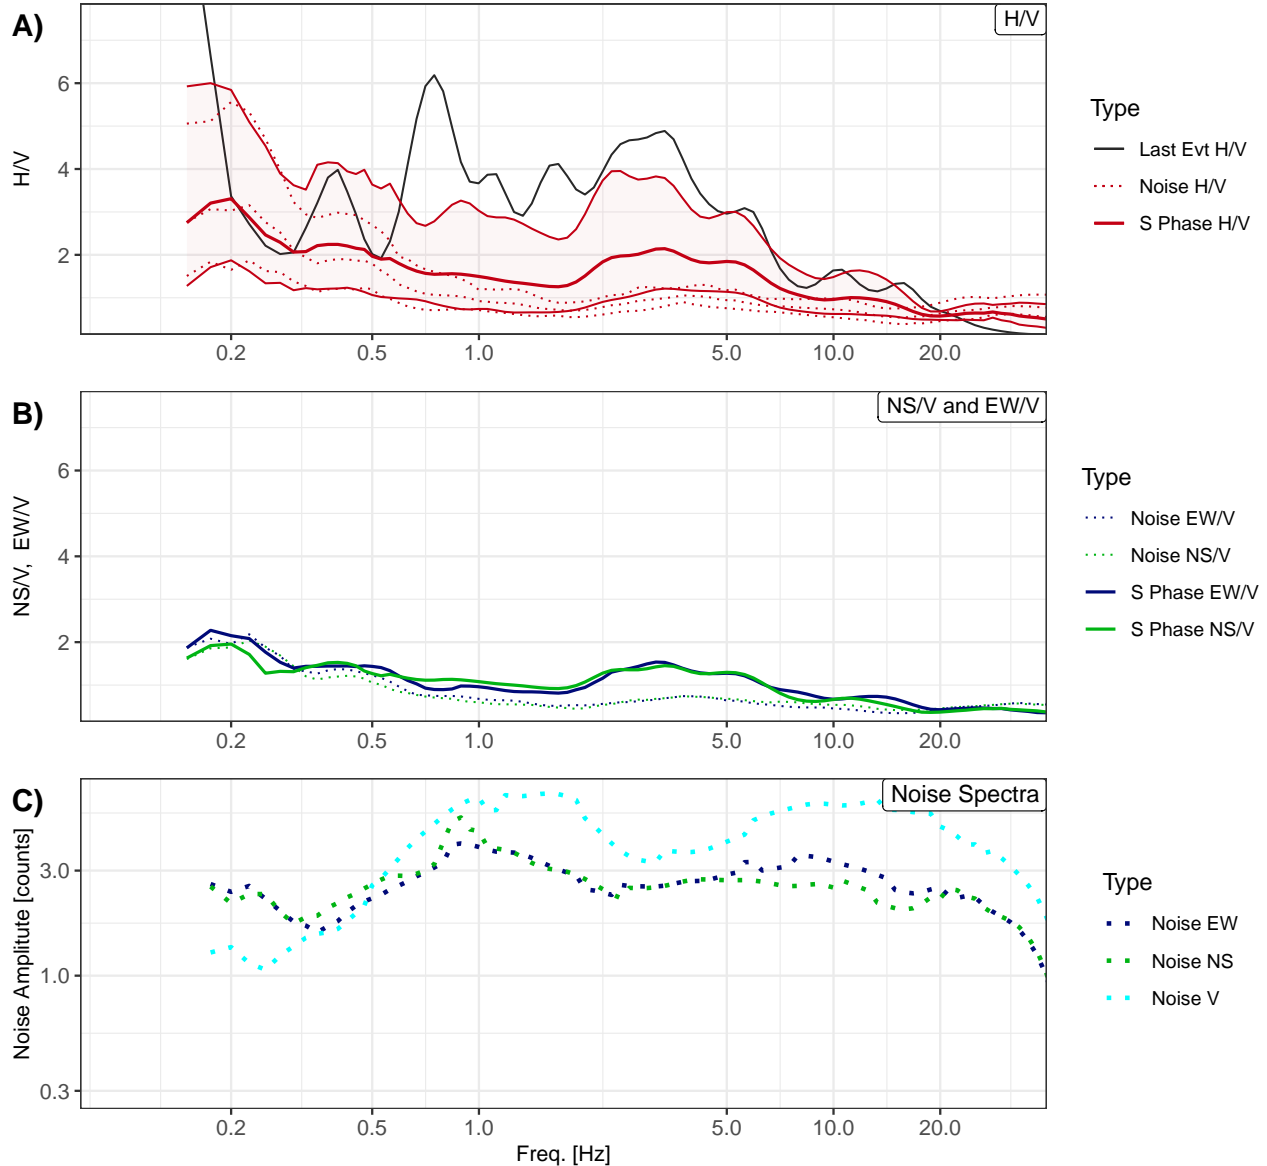 A)
H/V
H/V
6
4
2
0.2 0.5 1.0 5.0 10.0 20.0
Type
Last Evt H/V
Noise H/V
S Phase H/V
B)
NS/V and EW/V
NS/V, EW/V
6
4
2
0.2 0.5 1.0 5.0 10.0 20.0
Type
Noise EW/V
Noise NS/V
S Phase EW/V
S Phase NS/V
C)
Noise Spectra
Noise Amplitute [counts]
3.0
1.0
0.3
0.2 0.5 1.0 5.0 10.0 20.0
Freq. [Hz]
Type
Noise EW
Noise NS
Noise V